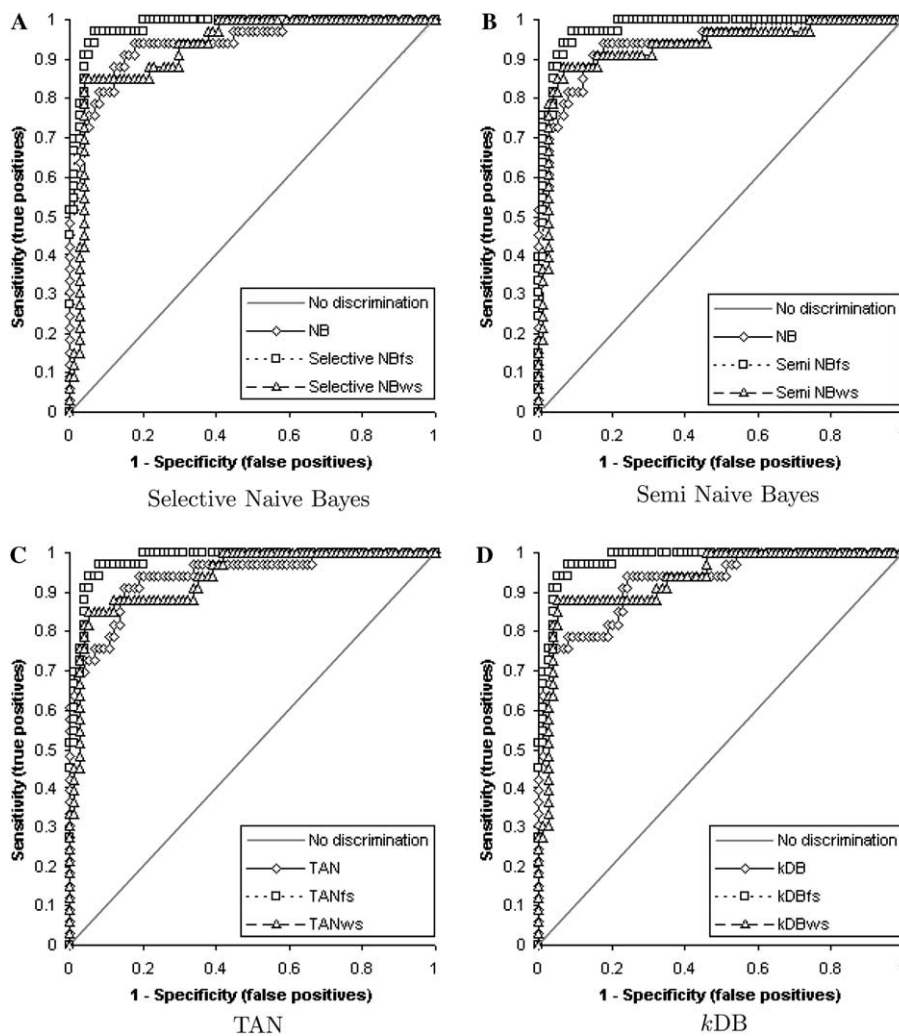 A
Sensitivity (true positives)
1
0.9
0.8
0.7
0.6
0.5
0.4
0.3
0.2
0.1
0
0 0.2 0.4 0.6 0.8 1
1 - Specificity (false positives)
No discrimination
NB
Selective NBfs
Selective NBws
Selective Naive Bayes
B
Sensitivity (true positives)
1
0.9
0.8
0.7
0.6
0.5
0.4
0.3
0.2
0.1
0
0 0.2 0.4 0.6 0.8 1
1 - Specificity (false positives)
No discrimination
NB
Semi NBfs
Semi NBws
Semi Naive Bayes
C
Sensitivity (true positives)
1
0.9
0.8
0.7
0.6
0.5
0.4
0.3
0.2
0.1
0
0 0.2 0.4 0.6 0.8 1
1 - Specificity (false positives)
No discrimination
TAN
TANfs
TANws
TAN
D
Sensitivity (true positives)
1
0.9
0.8
0.7
0.6
0.5
0.4
0.3
0.2
0.1
0
0 0.2 0.4 0.6 0.8 1
1 - Specificity (false positives)
No discrimination
kDB
kDBfs
kDBws
kDB